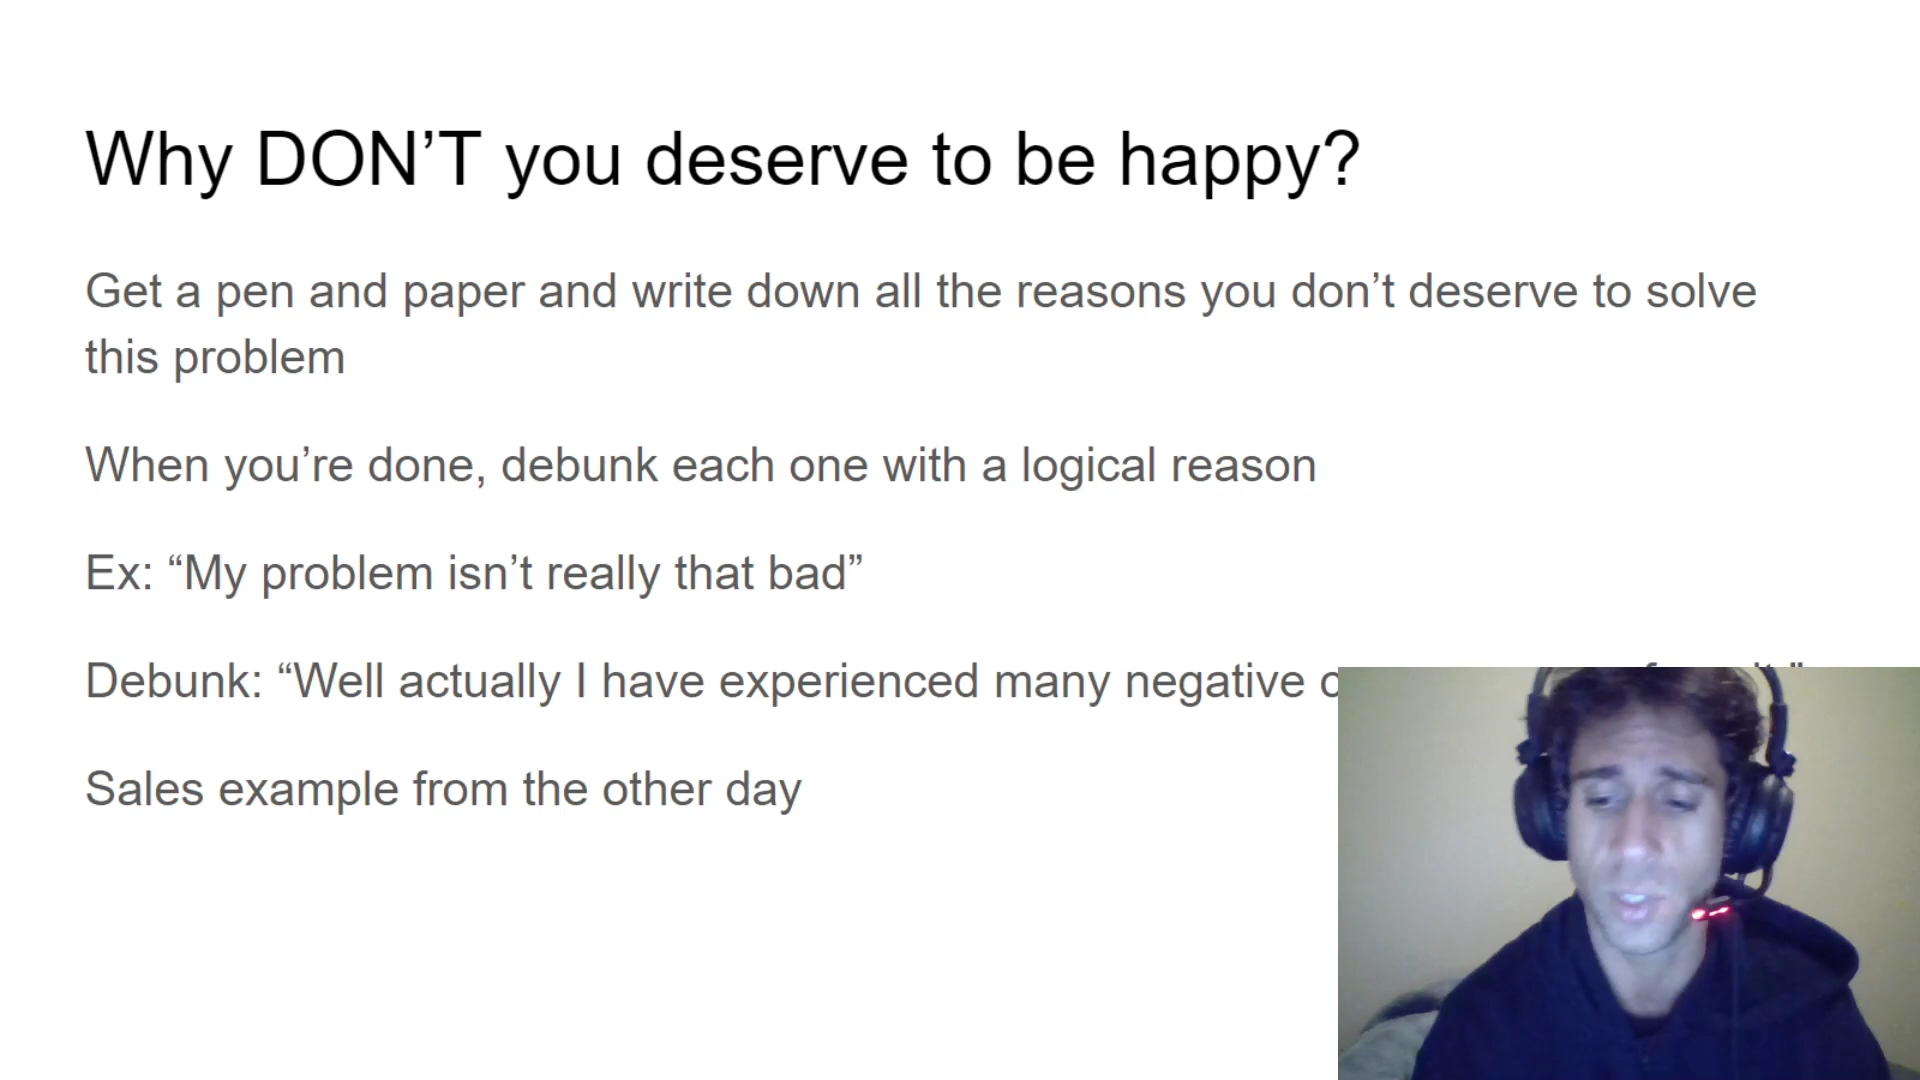 Why DON’T you deserve to be happy?
Get a pen and paper and write down all the reasons you don’t deserve to solve
this problem
When you’re done, debunk each one with a logical reason
Ex: “My problem isn’t really that bad”
Debunk: “Well actually I have experienced many negative
Sales example from the other day